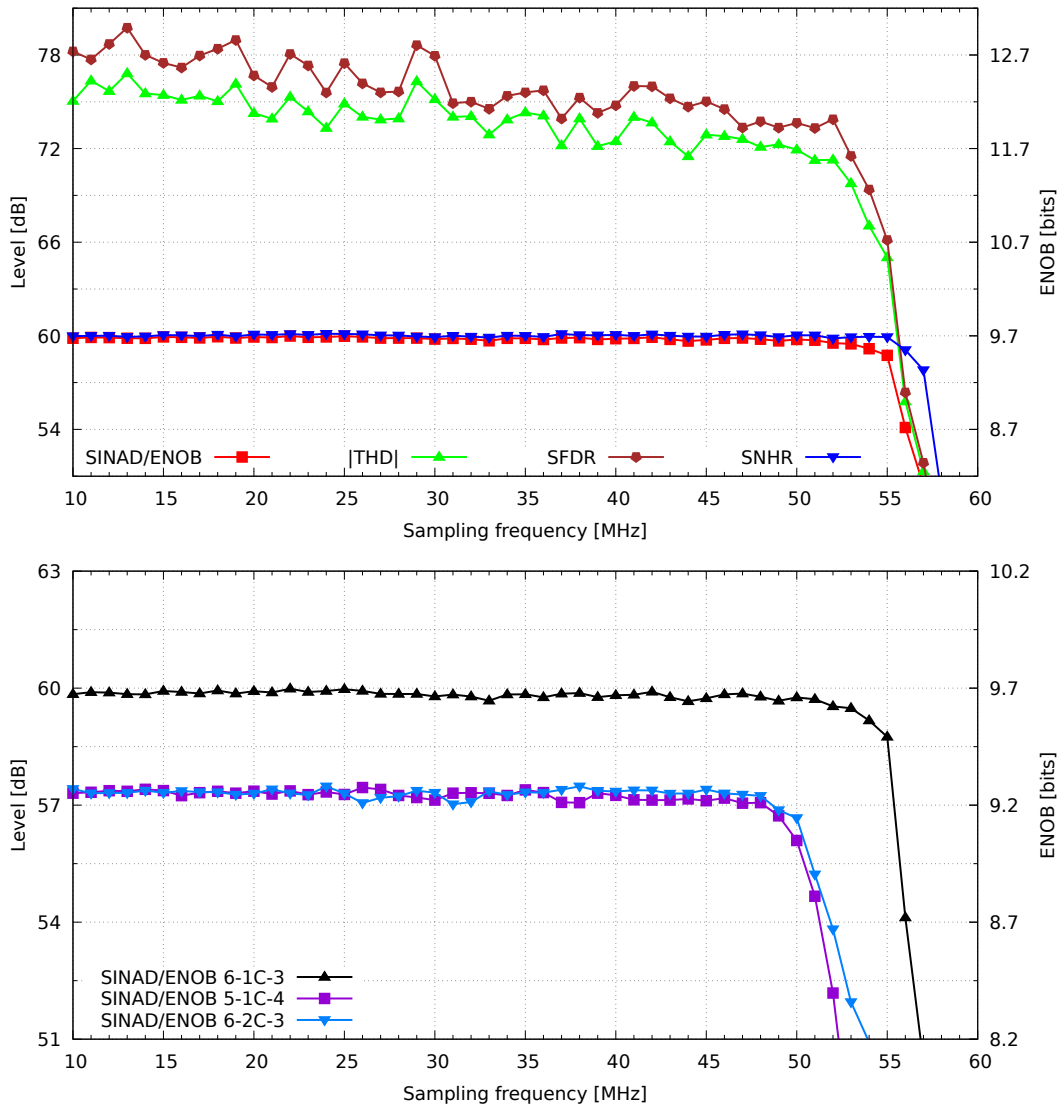 78
72
66
60
54
Level [dB]
12.7
11.7
10.7
9.7
8.7
ENOB [bits]
SINAD/ENOB
|THD|
SFDR
SNHR
10 15 20 25 30 35 40 45 50 55 60
Sampling frequency [MHz]
63
60
57
54
51
Level [dB]
10.2
9.7
9.2
8.7
8.2
ENOB [bits]
SINAD/ENOB 6-1C-3
SINAD/ENOB 5-1C-4
SINAD/ENOB 6-2C-3
10 15 20 25 30 35 40 45 50 55 60
Sampling frequency [MHz]